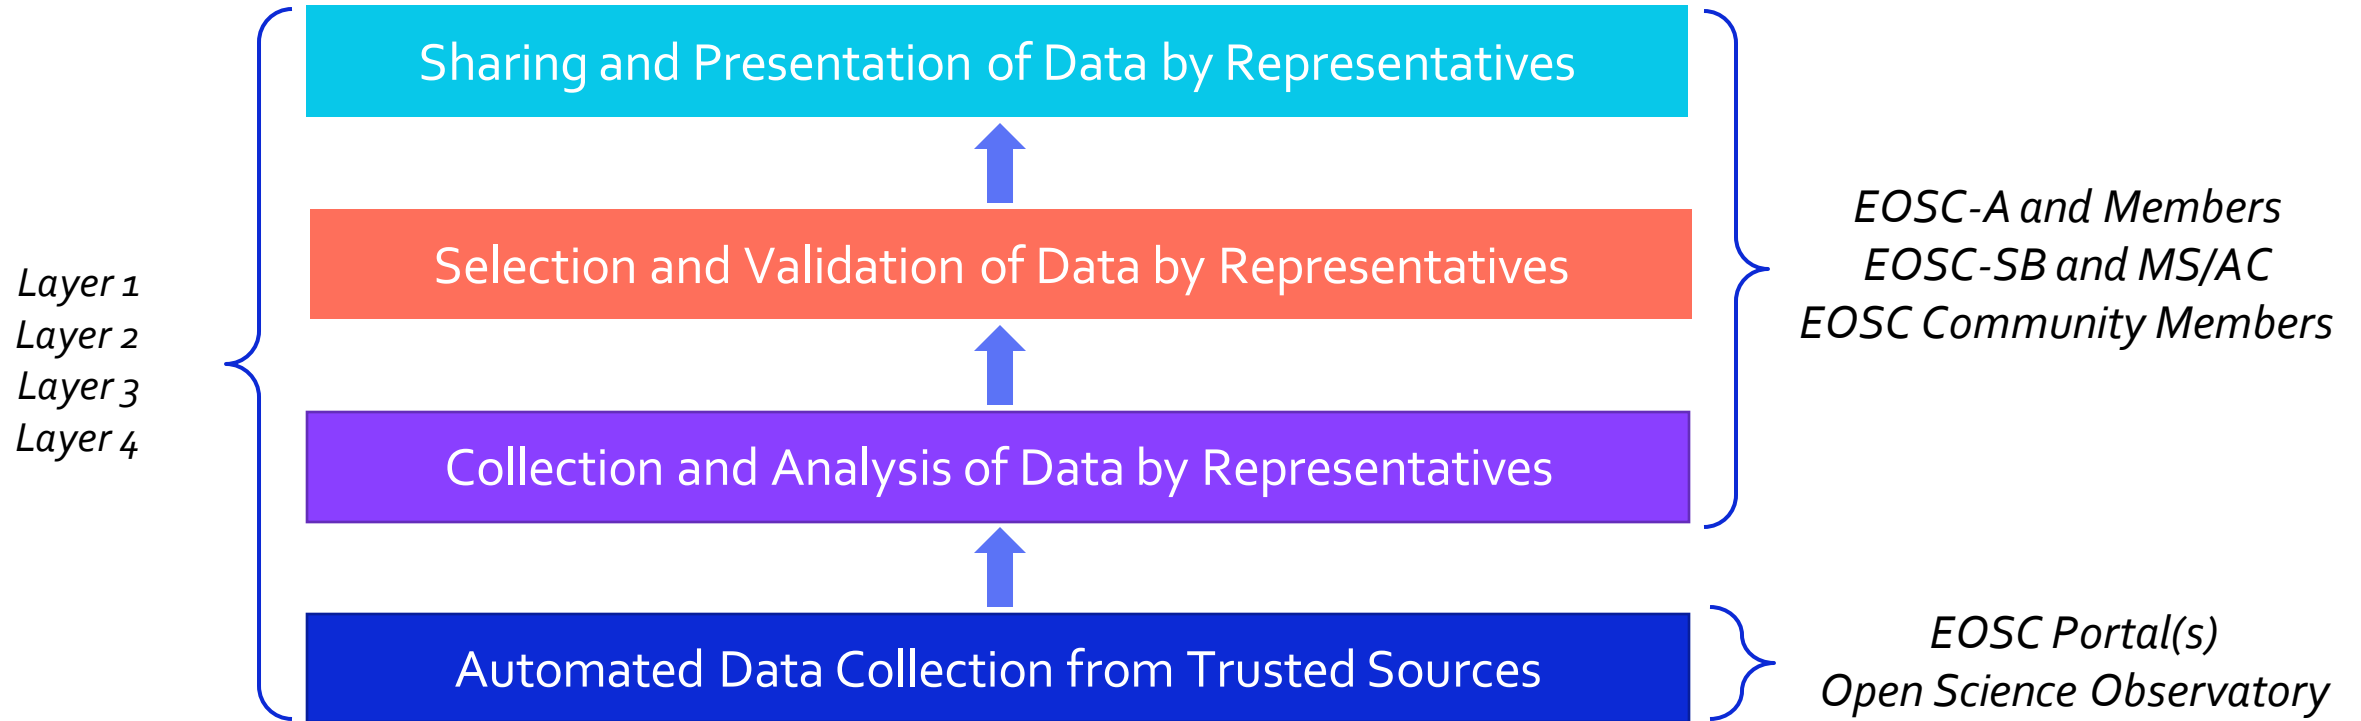 Sharing and Presentation of Data by Representatives
Selection and Validation of Data by Representatives
Collection and Analysis of Data by Representatives
Automated Data Collection from Trusted Sources
Layer 1
Layer 2
Layer 3
Layer 4
EOSC-A and Members
EOSC-SB and MS/AC
EOSC Community Members
EOSC Portal(s)
Open Science Observatory